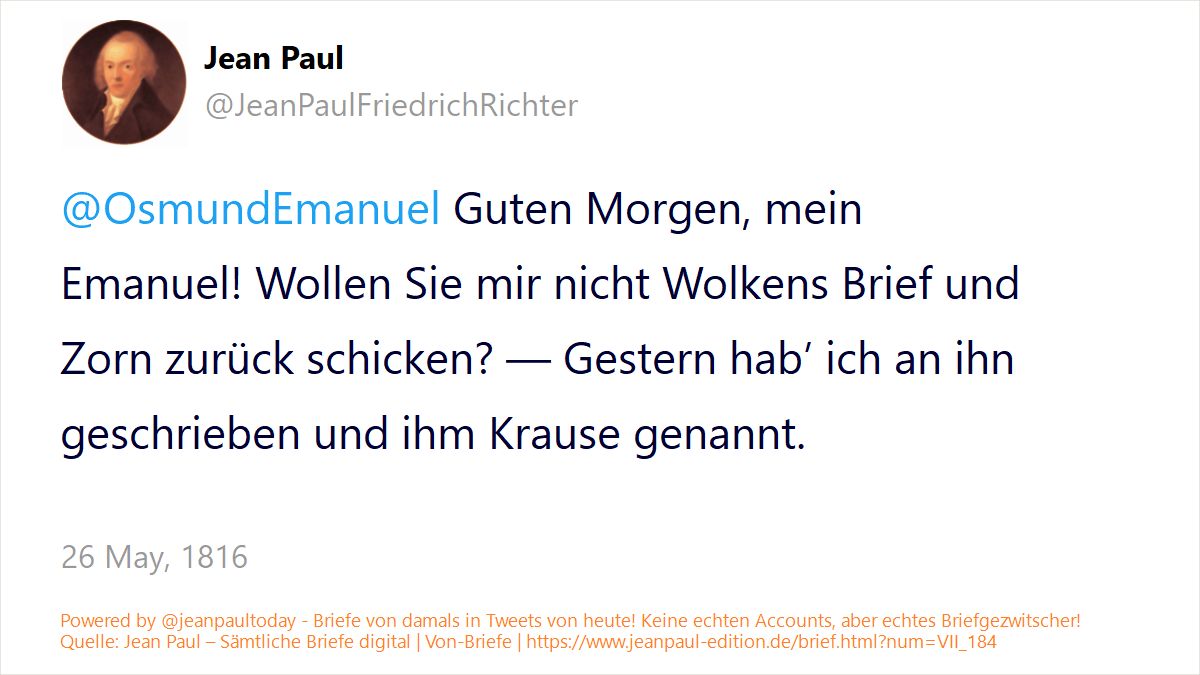 Jean Paul
@JeanPaulFriedrichRichter
@OsmundEmanuel Guten Morgen, mein
Emanuel! Wollen Sie mir nicht Wolkens Brief und
Zorn zurück schicken? — Gestern hab’ ich an ihn
geschrieben und ihm Krause genannt.
26 May, 1816
Powered by @jeanpaultoday - Briefe von damals in Tweets von heute! Keine echten Accounts, aber echtes Briefgezwitscher!
Quelle: Jean Paul – Sämtliche Briefe digital | Von-Briefe | https://www.jeanpaul-edition.de/brief.html?num=VII_184